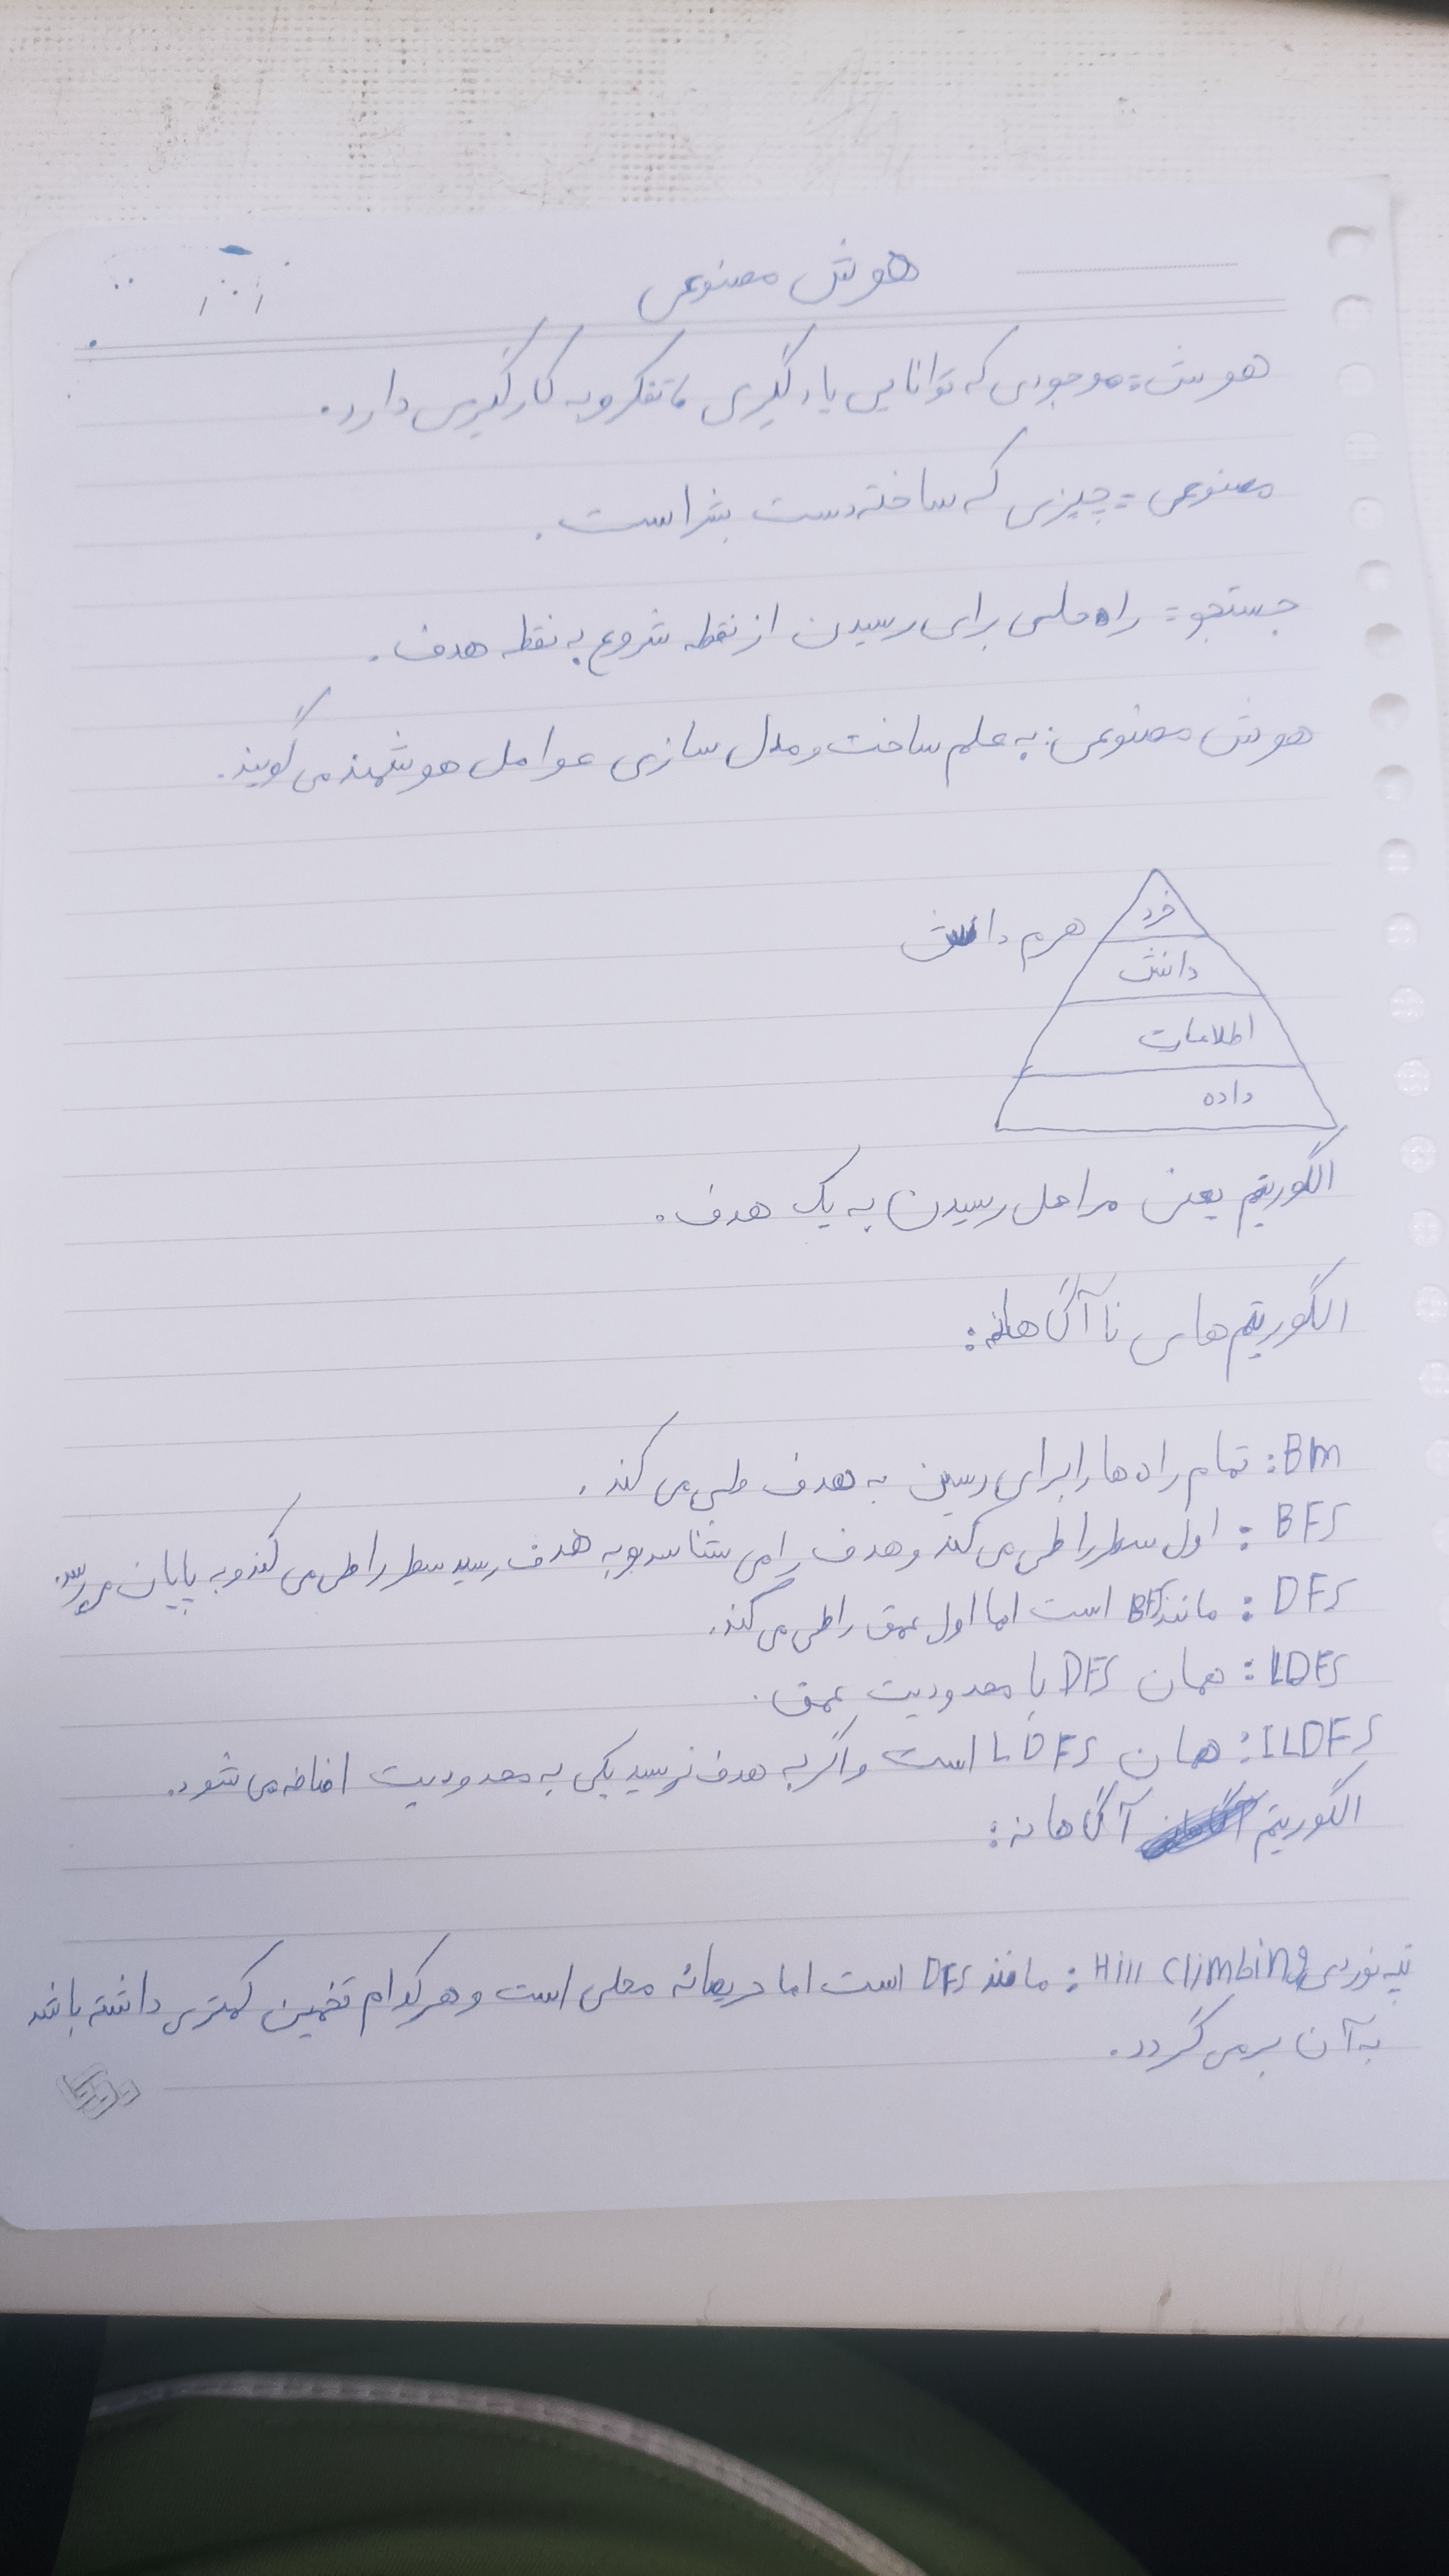 هوش مصنوعی
هوش = موجودی که توانایی یادگیری ، تفکر و به کارگیری دارد.
مصنوعی = چیزی که ساخته دست بشر است.
جستجو = راه حلی برای رسیدن از نقطه شروع به نقطه هدف.
هوش مصنوعی : به علم ساخت و مدل سازی عوامل هوشمند می گویند.
خرد
هرم دانش
دانش
اطلاعات
داده
الگوریتم یعنی مراحل رسیدن به یک هدف.
الگوریتم های ناآگاهانه:
BM: تمام راه ها را برای رسین به هدف طی می کند.
BFS : اول سطر را طی می کند و هدف را می شناسد و به هدف رسید سطر را طی می کند و به پایان می رسد.
DFS : مانند BFS است اما اول عمق را طی می کند.
LDFS : همان DFS با محدودیت عمق.
ILDFS: همان LDFS است و اگر به هدف نرسید یکی به محدودیت اضافه می شود.
الگوریتم آگاهانه:
تپه نوردی Hill climbing : مانند DFS است اما حریصانه محلی است و هر کدام تخمین کمتری داشته باشد
به آن برمی گردد.